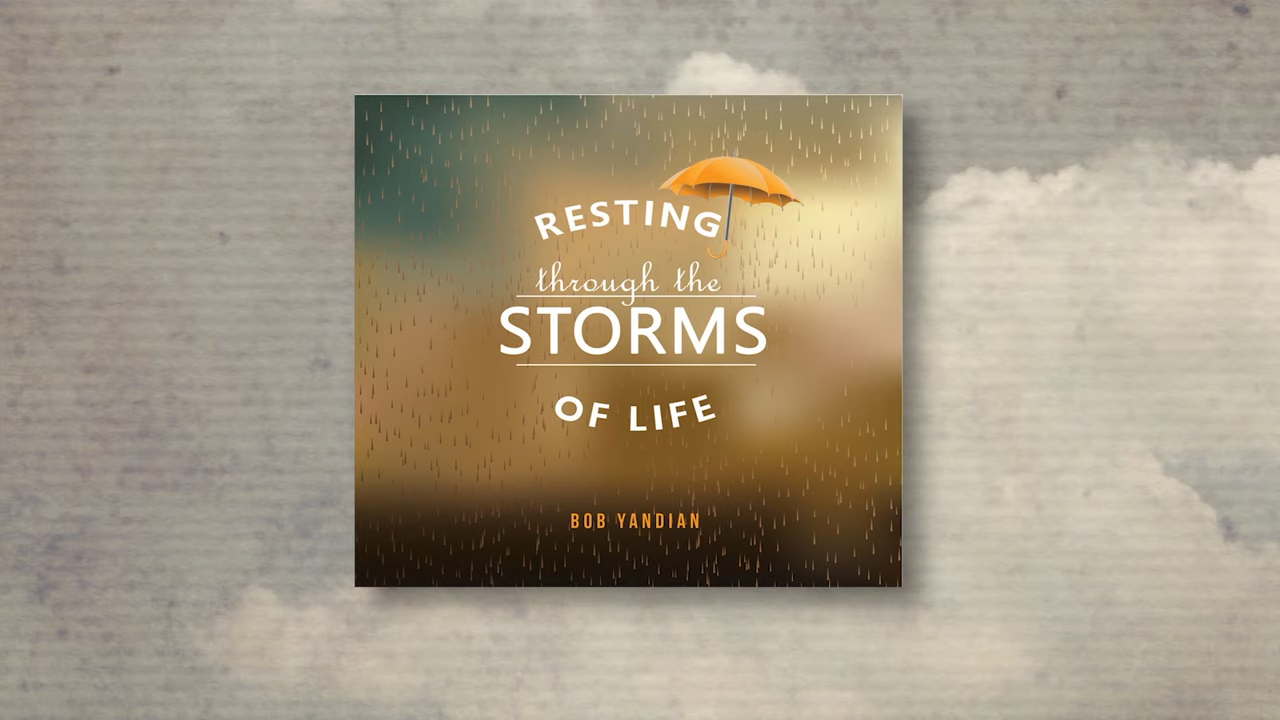 RESTING
through the
STORMS
OF LIFE
BOB YANDIAN